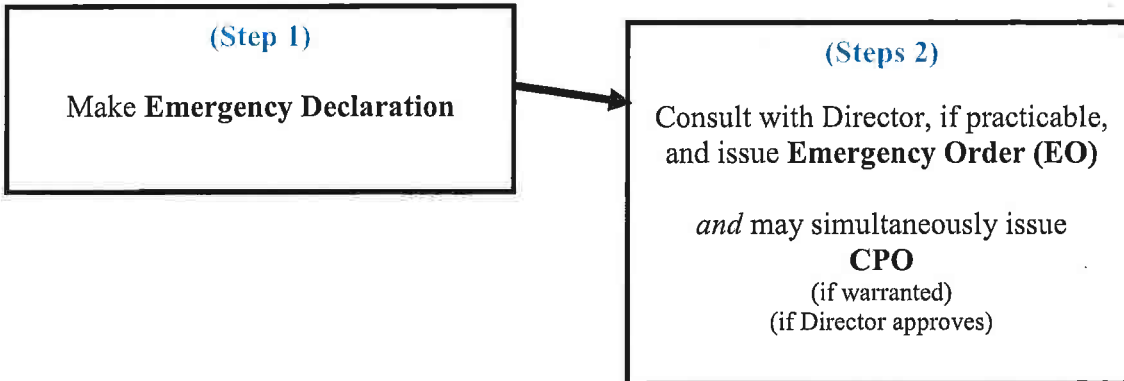 (Step 1)
Make Emergency Declaration
(Steps 2)
Consult with Director, if practicable,
and issue Emergency Order (EO)
and may simultaneously issue
CPO
(if warranted)
(if Director approves)